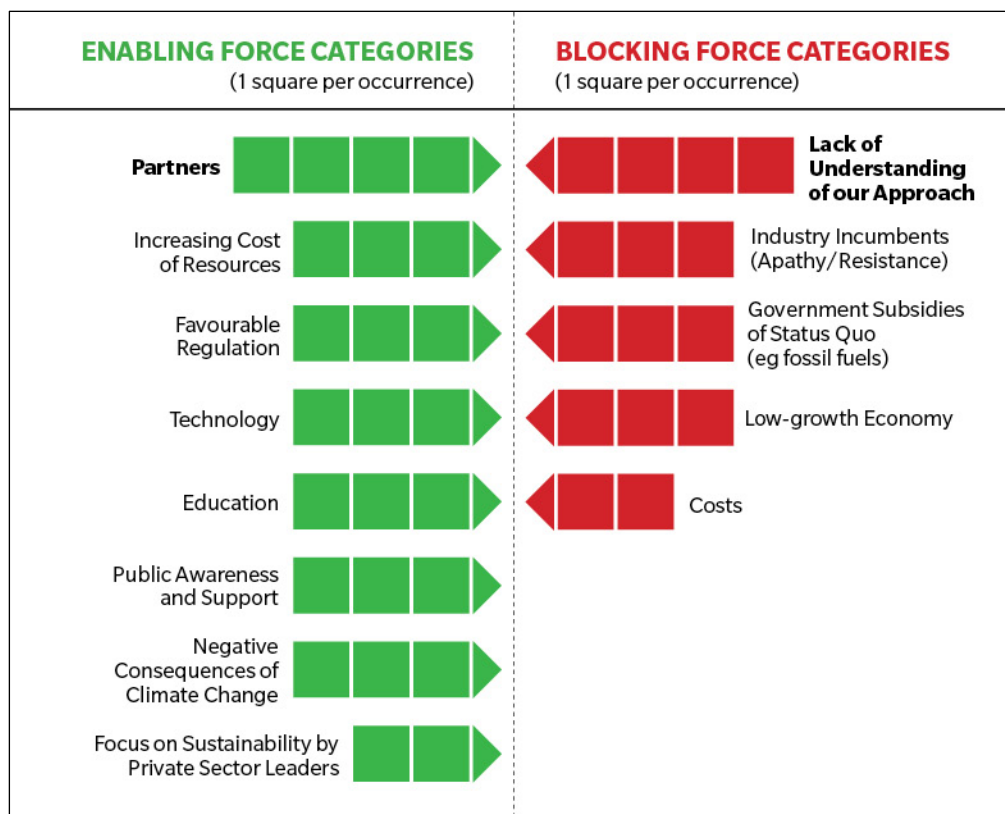 ENABLING FORCE CATEGORIES
(1 square per occurrence)
BLOCKING FORCE CATEGORIES
(1 square per occurrence)
Partners
Lack of
Understanding
of our Approach
Increasing Cost
of Resources
Industry Incumbents
(Apathy/Resistance)
Favourable
Regulation
Government Subsidies
of Status Quo
(eg fossil fuels)
Technology
Low-growth Economy
Education
Costs
Public Awareness
and Support
Negative
Consequences of
Climate Change
Focus on Sustainability by
Private Sector Leaders